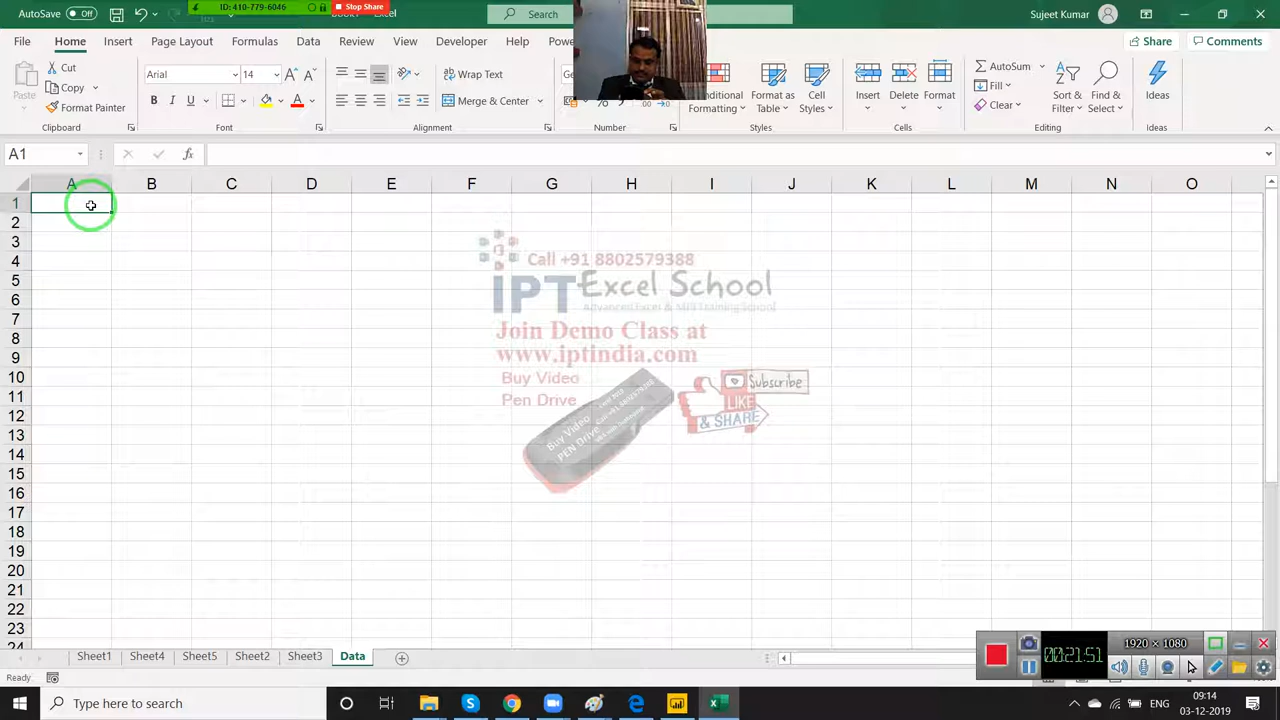 AutoSave Off
ID: 410-779-6046
Stop Share
Excel
Search
Sujeet Kumar
File Home Insert Page Layout Formulas Data Review View Developer Help
Share
Comments
Paste
Cut
Copy
Format Painter
Clipboard
Arial
14
B I U
Font
Wrap Text
Merge & Center
Alignment
Number
Conditional Formatting
Format as Table
Cell Styles
Styles
Insert
Delete
Format
Cells
AutoSum
Fill
Clear
Sort & Filter
Find & Select
Editing
Ideas
Ideas
A1
fx
A B C D E F G H I J K L M N O
1
2
3
4
5
6
7
8
9
10
11
12
13
14
15
16
17
18
19
20
21
22
23
24
Call +91 8802579388
IPT Excel School
Advanced Excel & MIS Training School
Join Demo Class at
www.iptindia.com
Buy Video
Pen Drive
Subscribe
LIKE
& SHARE
Buy Video
PEN Drive
Sheet1 Sheet4 Sheet5 Sheet2 Sheet3 Data
Ready
00:21:51
1920 × 1080
Type here to search
ENG
09:14
03-12-2019